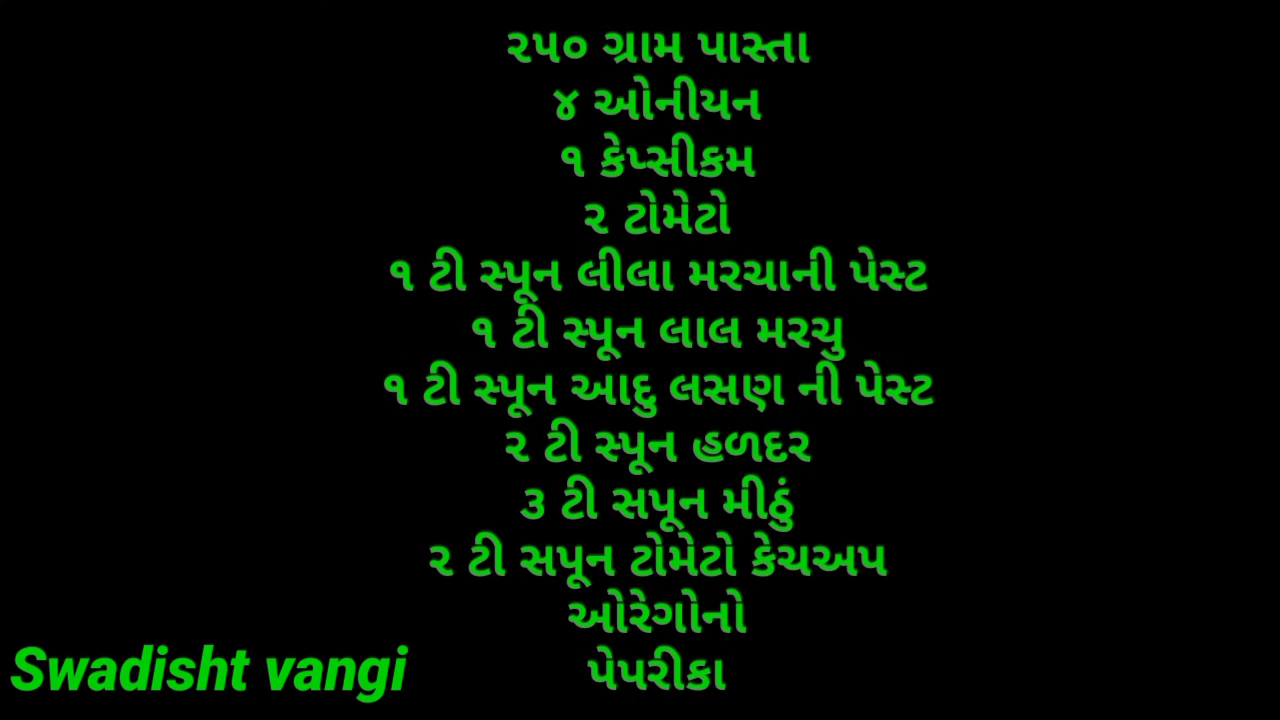 ૨૫૦ ગ્રામ પાસ્તા
૪ ઓનીયન
૧ કેપ્સીકમ
૨ ટોમેટો
૧ ટી સ્પૂન લીલા મરચાની પેસ્ટ
૧ ટી સ્પૂન લાલ મરચુ
૧ ટી સ્પૂન આદુ લસણ ની પેસ્ટ
૨ ટી સ્પૂન હળદર
૩ ટી સપૂન મીઠું
૨ ટી સપૂન ટોમેટો કેચઅપ
ઓરેગોનો
પેપરીકા
Swadisht vangi